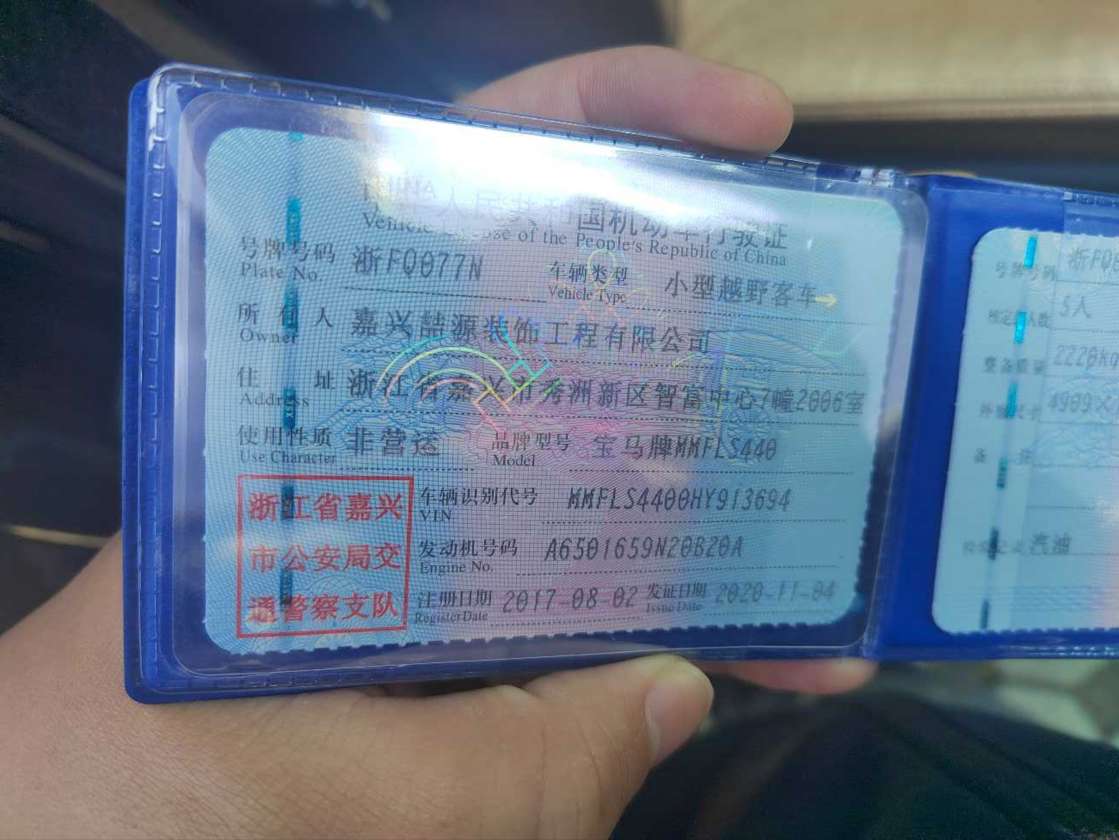 人民共和国机动车行驶证
Vehicle License of the People's Republic of China
号牌号码 浙FQ077N 车辆类型 小型越野客车
Plate No. Vehicle Type
所有人 嘉兴喆源装饰工程有限公司
Owner
住址 浙江省嘉兴市秀洲新区智富中心7幢2006室
Address
使用性质 非营运 品牌型号 宝马牌WMFLS440
Use Character Model
浙江省嘉兴 车辆识别代号
VIN
市公安局交 发动机号码 A6501659N20B20A
Engine No.
通警察支队 注册日期 2017-08-02 发证日期 2020-11-04
Register Date Issue Date
号牌号码
5人
整备质量
汽油